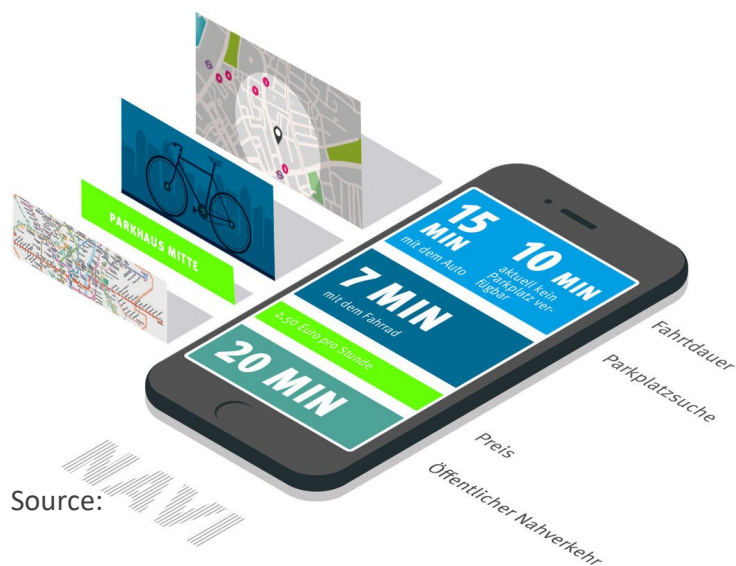 PARKHAUS MITTE
15
MIN
mit dem Auto
10 MIN
aktuell kein
Parkplatz ver-
fügbar
7 MIN
mit dem Fahrrad
2,50 Euro pro Stunde
20 MIN
Fahrtdauer
Parkplatzsuche
Preis
Öffentlicher Nahverkehr
NAVI
Source: